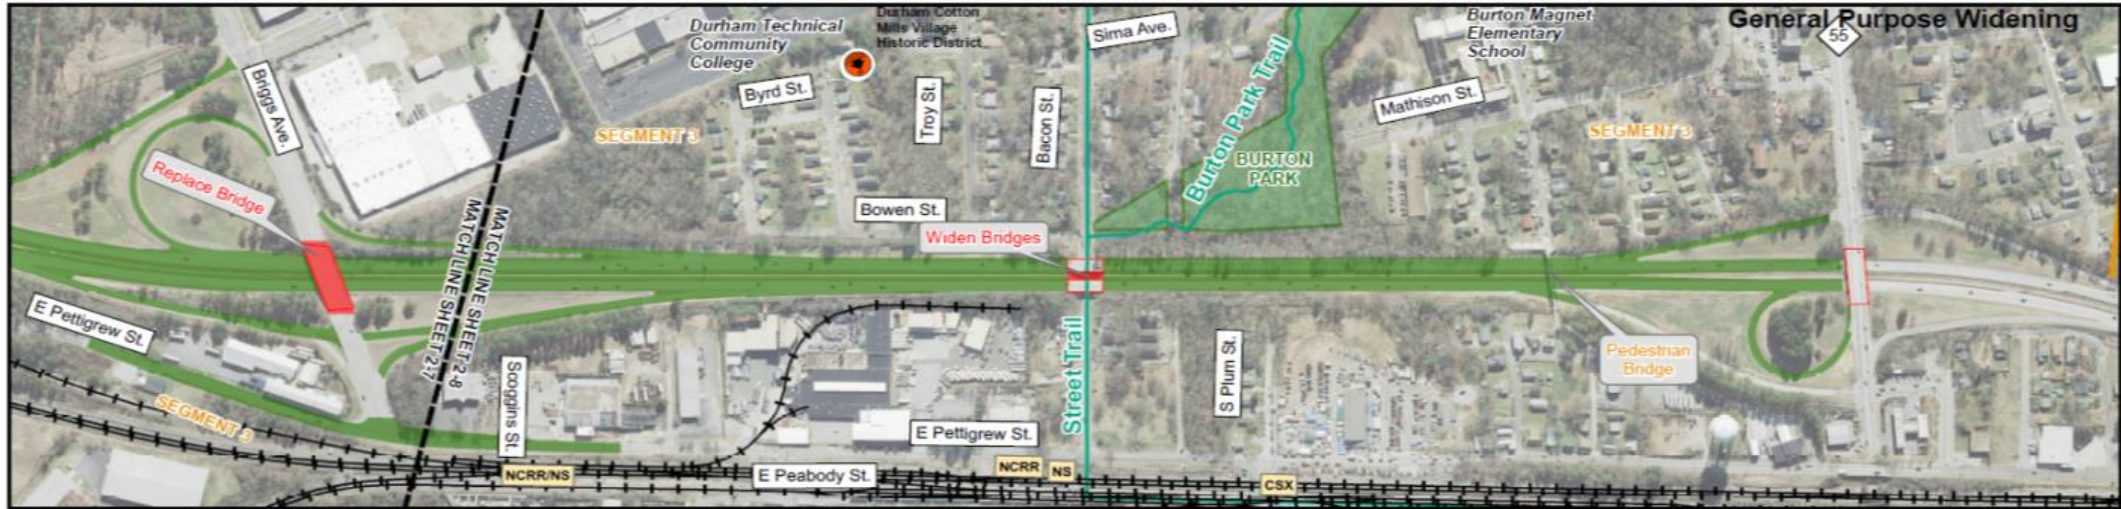 General Purpose Widening
55
Durham Technical
Community
College
Durham Cotton
Mills Village
Historic District
Sima Ave.
Burton Magnet
Elementary
School
Briggs Ave.
Byrd St.
Troy St.
Bacon St.
Burton Park Trail
Mathison St.
SEGMENT 3
SEGMENT 3
BURTON
PARK
Replace Bridge
MATCH LINE SHEET 2-7
MATCH LINE SHEET 2-8
Bowen St.
Widen Bridges
E Pettigrew St.
Street Trail
S Plum St.
Pedestrian
Bridge
SEGMENT 3
Scoggins St.
E Pettigrew St.
NCRR/NS
E Peabody St.
NCRR
NS
CSX